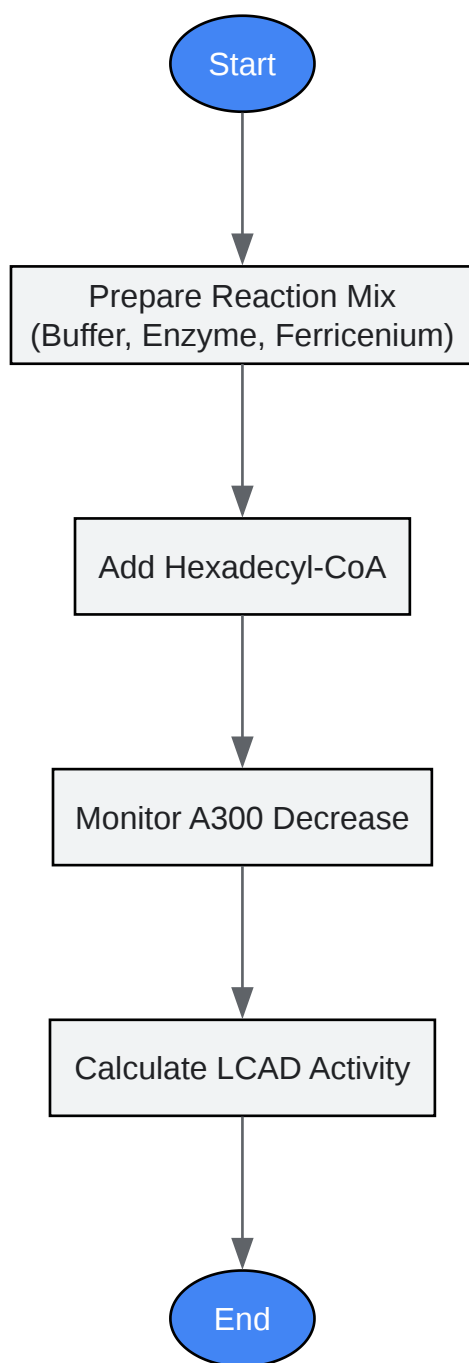 Start
Prepare Reaction Mix
(Buffer, Enzyme, Ferricenium)
Add Hexadecyl-CoA
Monitor A300 Decrease
Calculate LCAD Activity
End